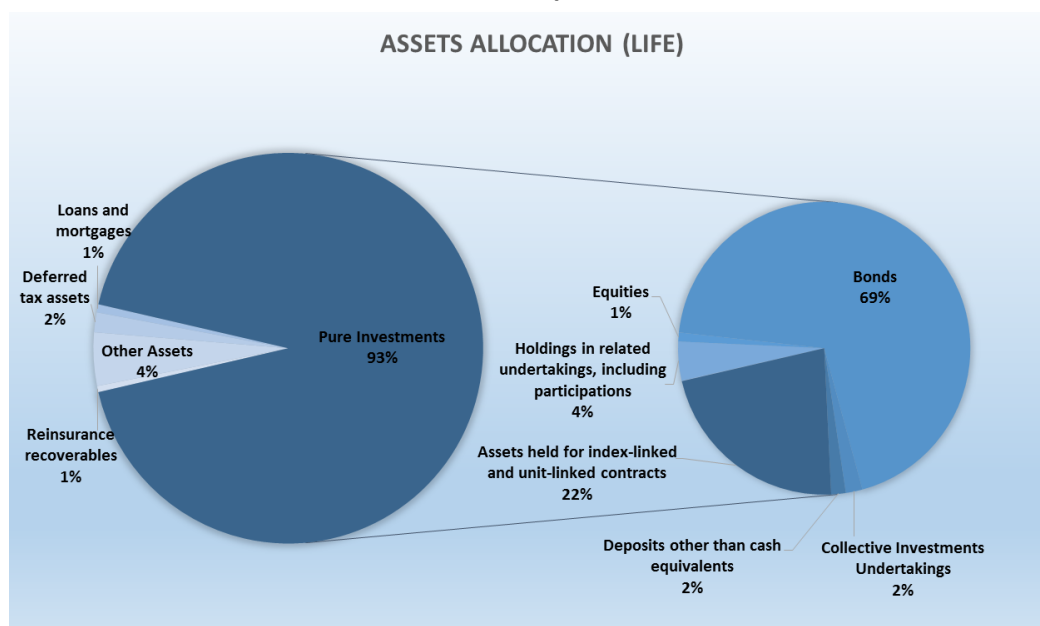 ASSETS ALLOCATION (LIFE)
Loans and
mortgages
1%
Deferred
tax assets
2%
Other Assets
4%
Reinsurance
recoverables
1%
Pure Investments
93%
Bonds
69%
Equities
1%
Holdings in related
undertakings, including
participations
4%
Assets held for index-linked
and unit-linked contracts
22%
Deposits other than cash
equivalents
2%
Collective Investments
Undertakings
2%